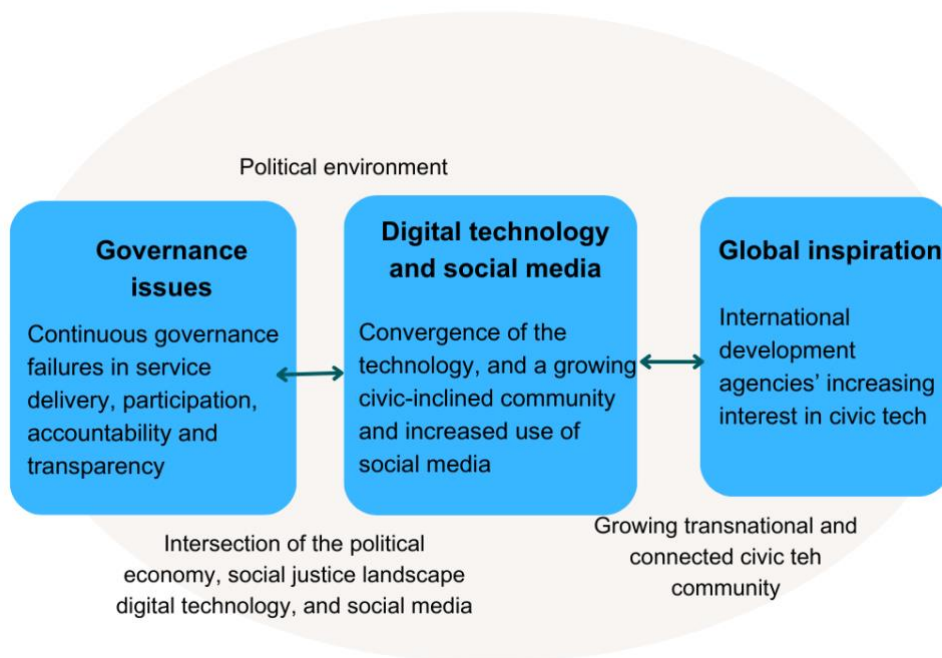 Political environment
Governance
issues
Continuous governance
failures in service
delivery, participation,
accountability and
transparency
Digital technology
and social media
Convergence of the
technology, and a growing
civic-inclined community
and increased use of
social media
Global inspiration
International
development
agencies’ increasing
interest in civic tech
Intersection of the political
economy, social justice landscape
digital technology, and social media
Growing transnational and
connected civic teh
community